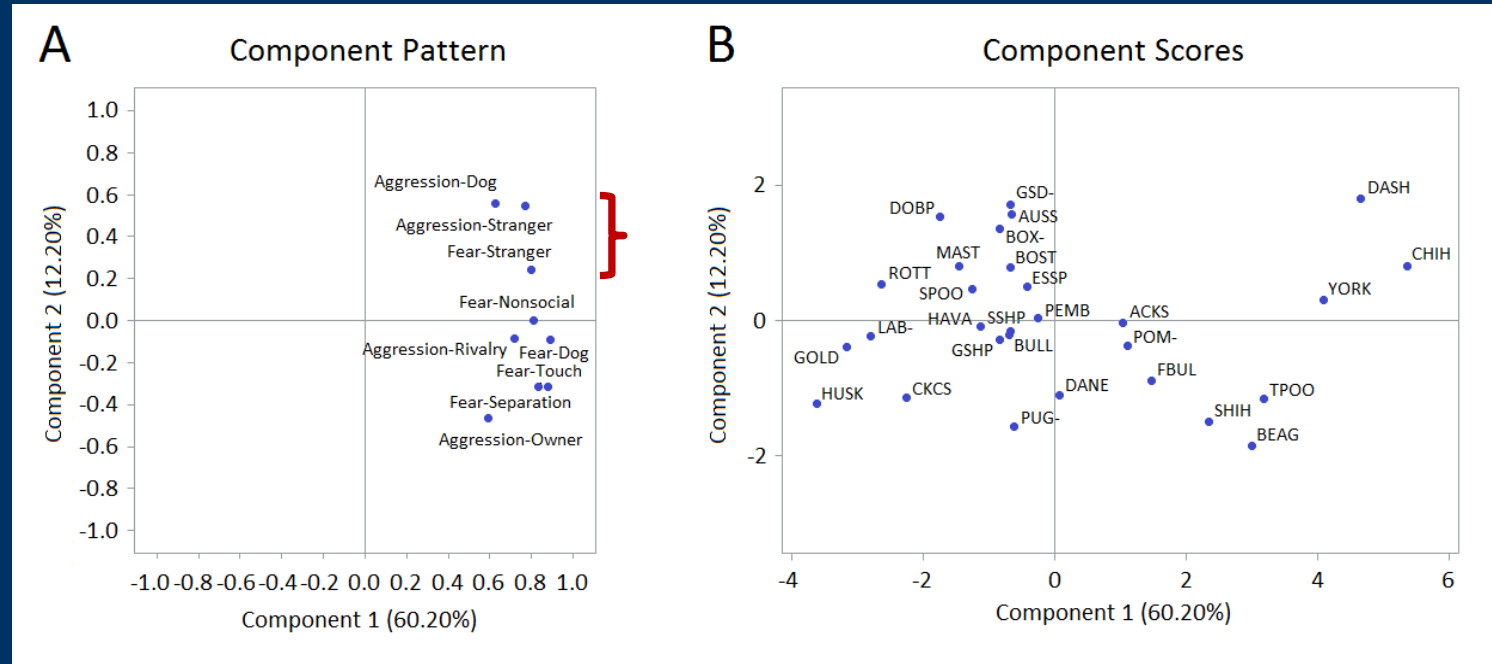 A
Component Pattern
1.0
0.8
0.6
0.4
0.2
0.0
-0.2
-0.4
-0.6
-0.8
-1.0
Component 2 (12.20%)
Aggression-Dog
Aggression-Stranger
Fear-Stranger
Fear-Nonsocial
Aggression-Rivalry
Fear-Dog
Fear-Touch
Fear-Separation
Aggression-Owner
-1.0 -0.8 -0.6 -0.4 -0.2 0.0 0.2 0.4 0.6 0.8 1.0
Component 1 (60.20%)
B
Component Scores
2
0
-2
Component 2 (12.20%)
DASH
GSD-
DOBP
AUSS
BOX-
MAST
BOST
CHIH
ROTT
ESSP
SPOO
YORK
PEMB
ACKS
HAVA
SSHP
LAB-
POM-
GSHP
BULL
GOLD
FBUL
HUSK
CKCS
DANE
TPOO
SHIH
PUG-
BEAG
-4 -2 0 2 4 6
Component 1 (60.20%)